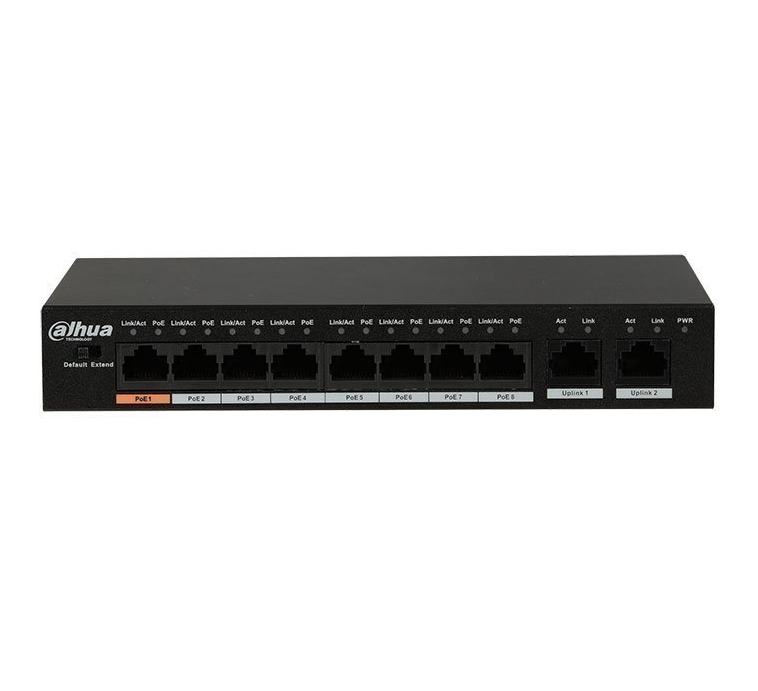 Link/Act PoE Link/Act PoE Link/Act PoE Link/Act PoE Link/Act PoE Link/Act PoE Link/Act PoE Link/Act PoE Act Link Act Link PWR
alhua
TECHNOLOGY
Default Extend
PoE1 PoE2 PoE3 PoE4 PoE5 PoE6 PoE7 PoE8 Uplink 1 Uplink 2